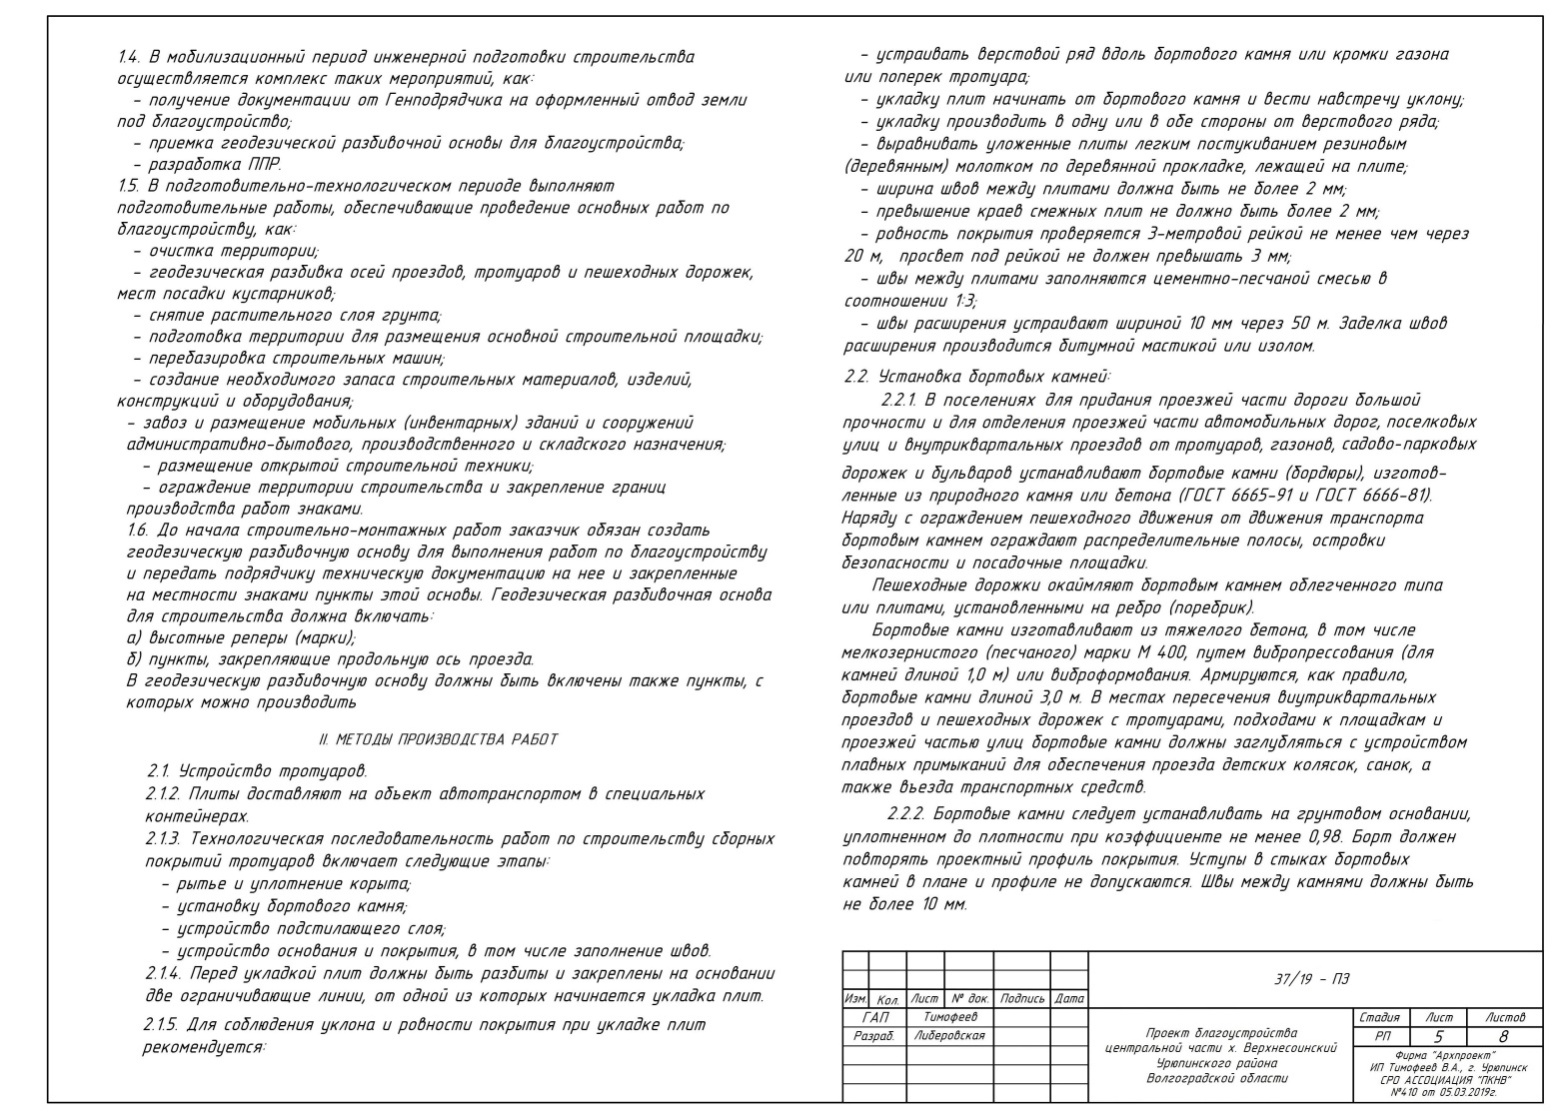 1.4. В мобилизационный период инженерной подготовки строительства
осуществляется комплекс таких мероприятий, как:
– получение документации от Генподрядчика на оформленный отвод земли
под благоустройство;
– приемка геодезической разбивочной основы для благоустройства;
– разработка ППР.
1.5. В подготовительно-технологическом периоде выполняют
подготовительные работы, обеспечивающие проведение основных работ по
благоустройству, как:
– очистка территории;
– геодезическая разбивка осей проездов, тротуаров и пешеходных дорожек,
мест посадки кустарников;
– снятие растительного слоя грунта;
– подготовка территории для размещения основной строительной площадки;
– перебазировка строительных машин;
– создание необходимого запаса строительных материалов, изделий,
конструкций и оборудования;
– завоз и размещение мобильных (инвентарных) зданий и сооружений
административно-бытового, производственного и складского назначения;
– размещение открытой строительной техники;
– ограждение территории строительства и закрепление границ
производства работ знаками.
1.6. До начала строительно-монтажных работ заказчик обязан создать
геодезическую разбивочную основу для выполнения работ по благоустройству
и передать подрядчику техническую документацию на нее и закрепленные
на местности знаками пункты этой основы. Геодезическая разбивочная основа
для строительства должна включать:
а) высотные реперы (марки);
б) пункты, закрепляющие продольную ось проезда.
В геодезическую разбивочную основу должны быть включены также пункты, с
которых можно производить
II. МЕТОДЫ ПРОИЗВОДСТВА РАБОТ
2.1. Устройство тротуаров.
2.1.2. Плиты доставляют на объект автотранспортом в специальных
контейнерах.
2.1.3. Технологическая последовательность работ по строительству сборных
покрытий тротуаров включает следующие этапы:
– рытье и уплотнение корыта;
– установку бортового камня;
– устройство подстилающего слоя;
– устройство основания и покрытия, в том числе заполнение швов.
2.1.4. Перед укладкой плит должны быть разбиты и закреплены на основании
две ограничивающие линии, от одной из которых начинается укладка плит.
2.1.5. Для соблюдения уклона и ровности покрытия при укладке плит
рекомендуется:
– устраивать верстовой ряд вдоль бортового камня или кромки газона
или поперек тротуара;
– укладку плит начинать от бортового камня и вести навстречу уклону;
– укладку производить в одну или в обе стороны от верстового ряда;
– выравнивать уложенные плиты легким постукиванием резиновым
(деревянным) молотком по деревянной прокладке, лежащей на плите;
– ширина швов между плитами должна быть не более 2 мм;
– превышение краев смежных плит не должно быть более 2 мм;
– ровность покрытия проверяется 3-метровой рейкой не менее чем через
20 м, просвет под рейкой не должен превышать 3 мм;
– швы между плитами заполняются цементно-песчаной смесью в
соотношении 1:3;
– швы расширения устраивают шириной 10 мм через 50 м. Заделка швов
расширения производится битумной мастикой или изолом.
2.2. Установка бортовых камней:
2.2.1. В поселениях для придания проезжей части дороги большой
прочности и для отделения проезжей части автомобильных дорог, поселковых
улиц и внутриквартальных проездов от тротуаров, газонов, садово-парковых
дорожек и бульваров устанавливают бортовые камни (бордюры), изготов-
ленные из природного камня или бетона (ГОСТ 6665-91 и ГОСТ 6666-81).
Наряду с ограждением пешеходного движения от движения транспорта
бортовым камнем ограждают распределительные полосы, островки
безопасности и посадочные площадки.
Пешеходные дорожки окаймляют бортовым камнем облегченного типа
или плитами, установленными на ребро (поребрик).
Бортовые камни изготавливают из тяжелого бетона, в том числе
мелкозернистого (песчаного) марки М 400, путем вибропрессования (для
камней длиной 1,0 м) или виброформования. Армируются, как правило,
бортовые камни длиной 3,0 м. В местах пересечения виутриквартальных
проездов и пешеходных дорожек с тротуарами, подходами к площадкам и
проезжей частью улиц бортовые камни должны заглубляться с устройством
плавных примыканий для обеспечения проезда детских колясок, санок, а
также въезда транспортных средств.
2.2.2. Бортовые камни следует устанавливать на грунтовом основании,
уплотненном до плотности при коэффициенте не менее 0,98. Борт должен
повторять проектный профиль покрытия. Уступы в стыках бортовых
камней в плане и профиле не допускаются. Швы между камнями должны быть
не более 10 мм.
37/19 – ПЗ
Изм. Кол. Лист № док. Подпись Дата
ГАП Тимофеев
Разраб. Либеровская
Проект благоустройства
центральной части х. Верхнесоинский
Урюпинского района
Волгоградской области
Стадия Лист Листов
РП 5 8
Фирма "Архпроект"
ИП Тимофеев В.А., г. Урюпинск
СРО АССОЦИАЦИЯ "ПКНВ"
№410 от 05.03.2019г.